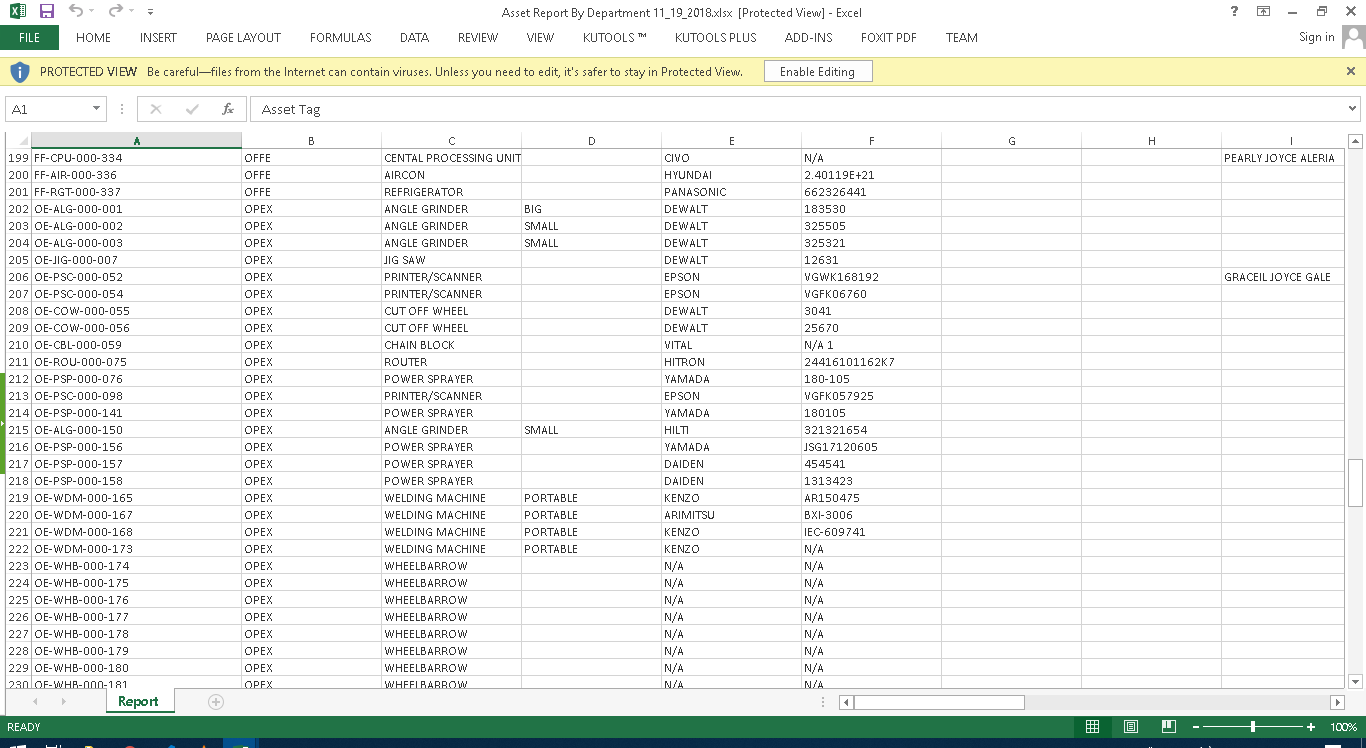 Asset Report By Department 11_19_2018.xlsx [Protected View] - Excel
FILE HOME INSERT PAGE LAYOUT FORMULAS DATA REVIEW VIEW KUTOOLS ™ KUTOOLS PLUS ADD-INS FOXIT PDF TEAM Sign in
PROTECTED VIEW Be careful—files from the Internet can contain viruses. Unless you need to edit, it's safer to stay in Protected View. Enable Editing
A1 fx Asset Tag
A B C D E F G H I
199 FF-CPU-000-334 OFFE CENTAL PROCESSING UNIT CIVO N/A PEARLY JOYCE ALERIA
200 FF-AIR-000-336 OFFE AIRCON HYUNDAI 2.40119E+21
201 FF-RGT-000-337 OFFE REFRIGERATOR PANASONIC 662326441
202 OE-ALG-000-001 OPEX ANGLE GRINDER BIG DEWALT 183530
203 OE-ALG-000-002 OPEX ANGLE GRINDER SMALL DEWALT 325505
204 OE-ALG-000-003 OPEX ANGLE GRINDER SMALL DEWALT 325321
205 OE-JIG-000-007 OPEX JIG SAW DEWALT 12631
206 OE-PSC-000-052 OPEX PRINTER/SCANNER EPSON VGWK168192 GRACEIL JOYCE GALE
207 OE-PSC-000-054 OPEX PRINTER/SCANNER EPSON VGFK06760
208 OE-COW-000-055 OPEX CUT OFF WHEEL DEWALT 3041
209 OE-COW-000-056 OPEX CUT OFF WHEEL DEWALT 25670
210 OE-CBL-000-059 OPEX CHAIN BLOCK VITAL N/A 1
211 OE-ROU-000-075 OPEX ROUTER HITRON 24416101162K7
212 OE-PSP-000-076 OPEX POWER SPRAYER YAMADA 180-105
213 OE-PSC-000-098 OPEX PRINTER/SCANNER EPSON VGFK057925
214 OE-PSP-000-141 OPEX POWER SPRAYER YAMADA 180105
215 OE-ALG-000-150 OPEX ANGLE GRINDER SMALL HILTI 321321654
216 OE-PSP-000-156 OPEX POWER SPRAYER YAMADA JSG17120605
217 OE-PSP-000-157 OPEX POWER SPRAYER DAIDEN 454541
218 OE-PSP-000-158 OPEX POWER SPRAYER DAIDEN 1313423
219 OE-WDM-000-165 OPEX WELDING MACHINE PORTABLE KENZO AR150475
220 OE-WDM-000-167 OPEX WELDING MACHINE PORTABLE ARIMITSU BXI-3006
221 OE-WDM-000-168 OPEX WELDING MACHINE PORTABLE KENZO IEC-609741
222 OE-WDM-000-173 OPEX WELDING MACHINE PORTABLE KENZO N/A
223 OE-WHB-000-174 OPEX WHEELBARROW N/A N/A
224 OE-WHB-000-175 OPEX WHEELBARROW N/A N/A
225 OE-WHB-000-176 OPEX WHEELBARROW N/A N/A
226 OE-WHB-000-177 OPEX WHEELBARROW N/A N/A
227 OE-WHB-000-178 OPEX WHEELBARROW N/A N/A
228 OE-WHB-000-179 OPEX WHEELBARROW N/A N/A
229 OE-WHB-000-180 OPEX WHEELBARROW N/A N/A
230 OE-WHB-000-181 OPEX WHEELBARROW N/A N/A
Report
READY 100%